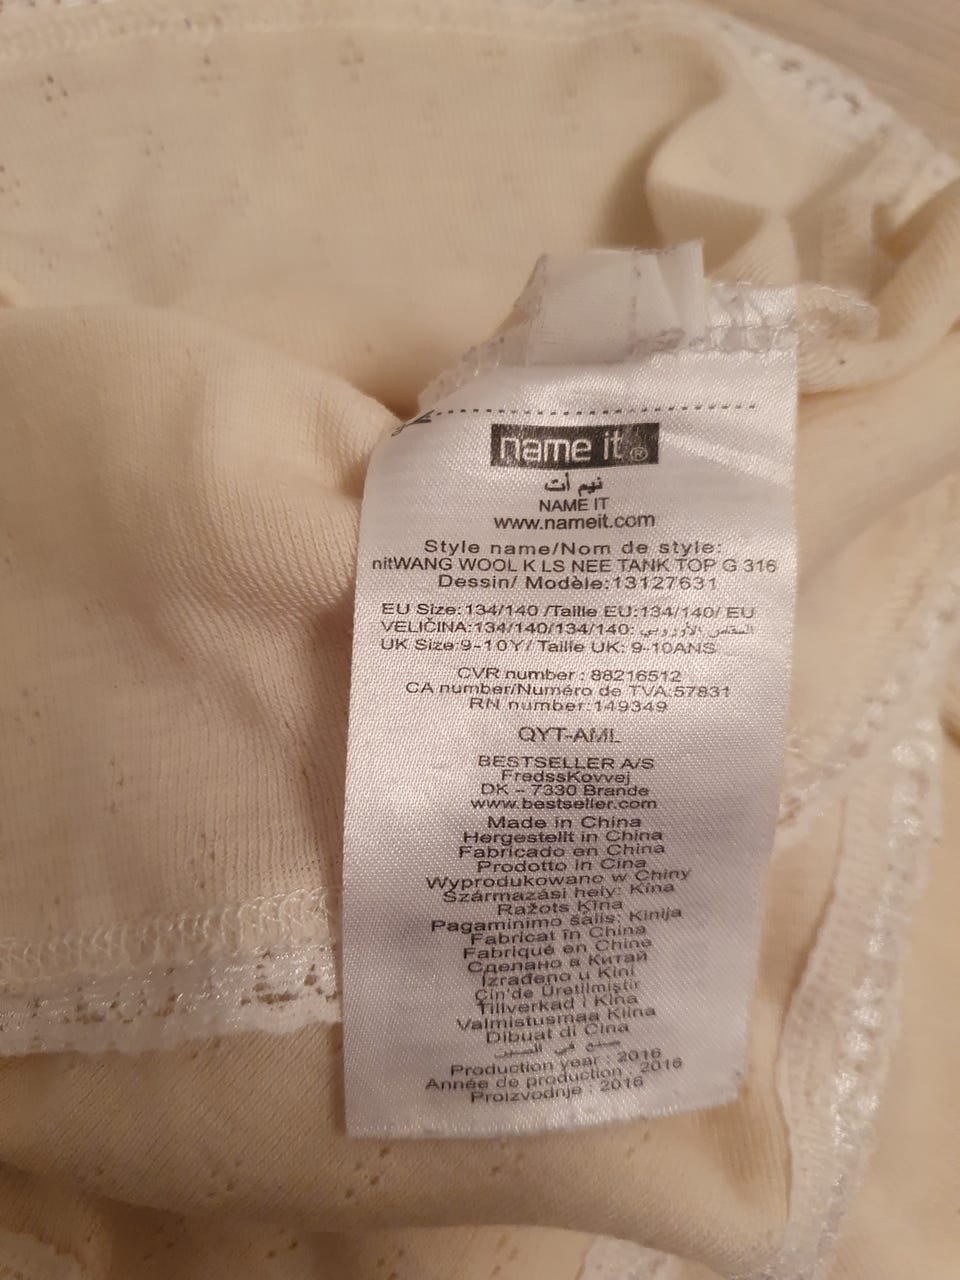 name it®
نيم أت
NAME IT
www.nameit.com
Style name/Nom de style:
nitWANG WOOL K LS NEE TANK TOP G 316
Dessin/ Modèle:13127631
EU Size:134/140 /Taille EU:134/140/ EU
VELIČINA:134/140/134/140: المقاس الأوروبي
UK Size:9-10Y/ Taille UK: 9-10ANS
CVR number : 88216512
CA number/Numéro de TVA:57831
RN number:149349
QYT-AML
BESTSELLER A/S
FredssKovvej
DK – 7330 Brande
www.bestseller.com
Made in China
Hergestellt in China
Fabricado en China
Prodotto in Cina
Wyprodukowano w Chiny
Származási hely: Kína
Ražots Ķīna
Pagaminimo šalis: Kinija
Fabricat în China
Fabriqué en Chine
Сделано в Китай
Izrađeno u Kini
Çin'de Üretilmiştir
Tillverkad i Kina
Valmistusmaa Kiina
Dibuat di Cina
صنع في الصين
Production year : 2016
Année de production : 2016
Proizvodnje : 2016